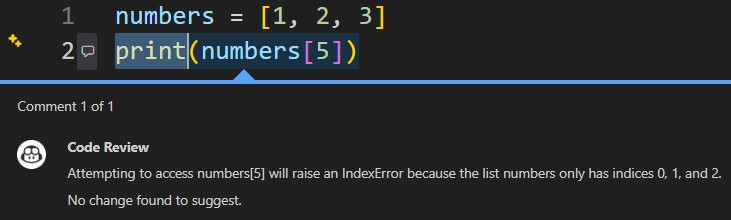 1 numbers = [1, 2, 3]
2 print(numbers[5])
Comment 1 of 1
Code Review
Attempting to access numbers[5] will raise an IndexError because the list numbers only has indices 0, 1, and 2.
No change found to suggest.